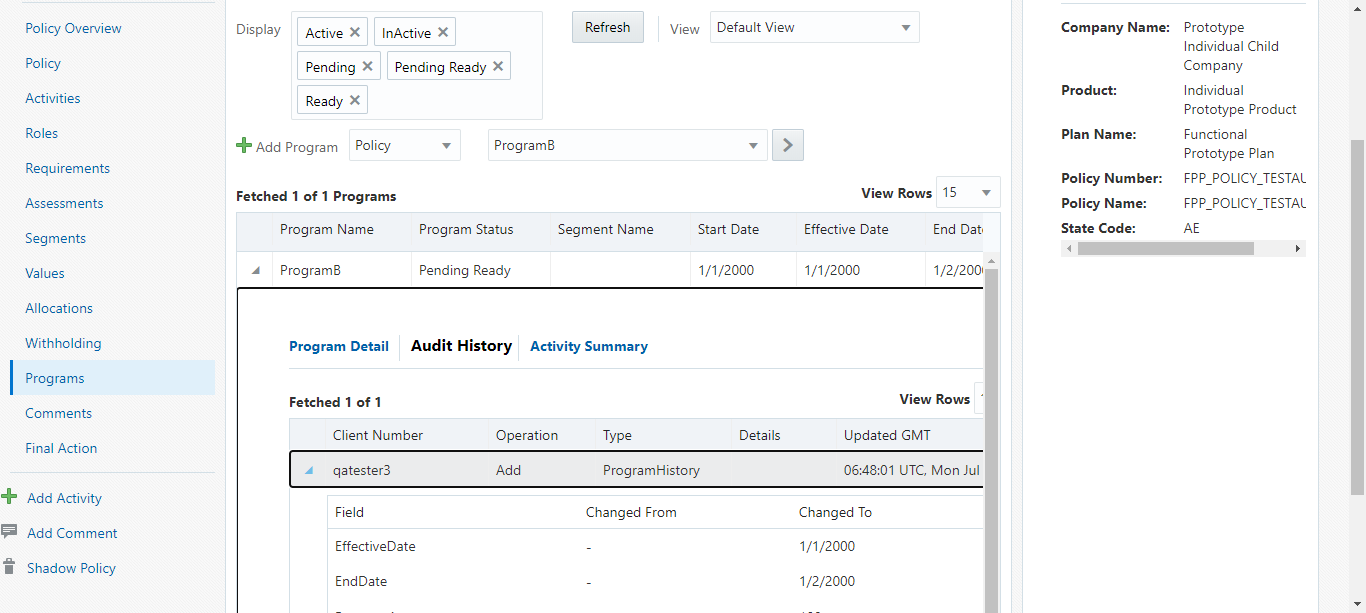 Policy Overview
Policy
Activities
Roles
Requirements
Assessments
Segments
Values
Allocations
Withholding
Programs
Comments
Final Action
Add Activity
Add Comment
Shadow Policy
Display
Active
InActive
Pending
Pending Ready
Ready
Refresh
View
Default View
Add Program
Policy
ProgramB
Fetched 1 of 1 Programs
View Rows 15
Program Name Program Status Segment Name Start Date Effective Date End Date
ProgramB Pending Ready 1/1/2000 1/1/2000 1/2/2000
Program Detail Audit History Activity Summary
Fetched 1 of 1
View Rows
Client Number Operation Type Details Updated GMT
qatester3 Add ProgramHistory 06:48:01 UTC, Mon Jul
Field Changed From Changed To
EffectiveDate - 1/1/2000
EndDate - 1/2/2000
Company Name: Prototype
Individual Child
Company
Product: Individual
Prototype Product
Plan Name: Functional
Prototype Plan
Policy Number: FPP_POLICY_TESTAU
Policy Name: FPP_POLICY_TESTAU
State Code: AE